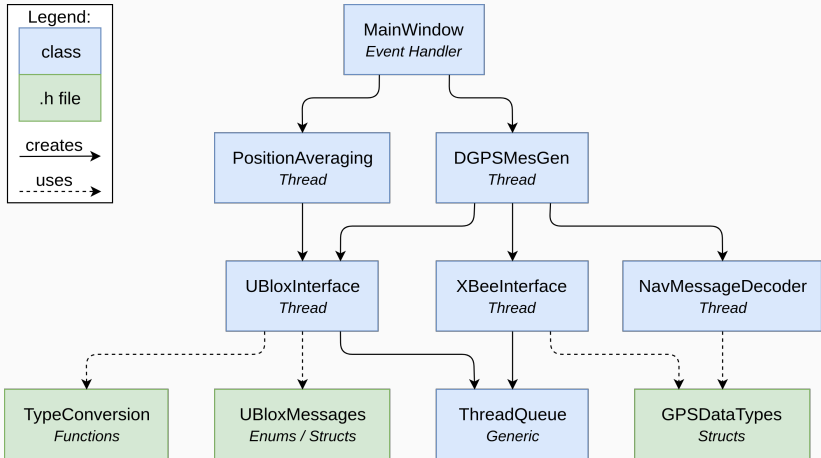 Legend:
class
.h file
creates
uses
MainWindow
Event Handler
PositionAveraging
Thread
DGPSMesGen
Thread
UBloxInterface
Thread
XBeeInterface
Thread
NavMessageDecoder
Thread
TypeConversion
Functions
UBloxMessages
Enums / Structs
ThreadQueue
Generic
GPSDataTypes
Structs